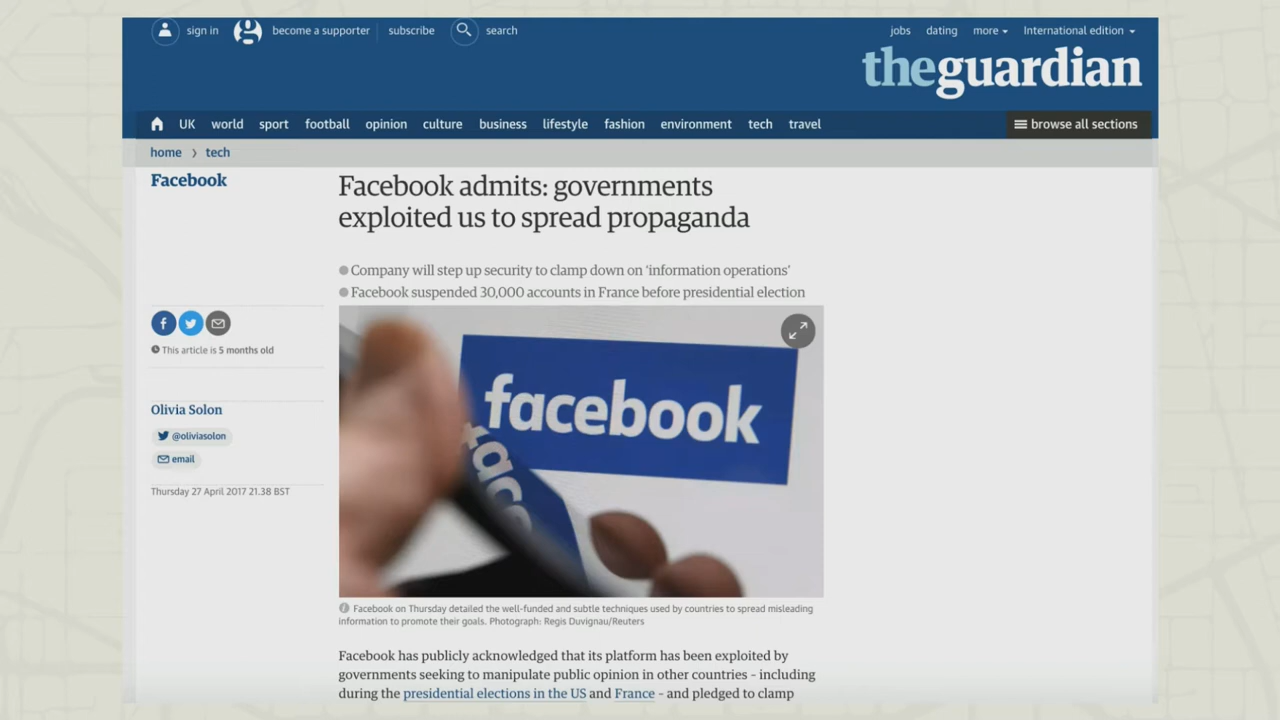 sign in
become a supporter
subscribe
search
jobs
dating
more
International edition
theguardian
UK
world
sport
football
opinion
culture
business
lifestyle
fashion
environment
tech
travel
browse all sections
home
tech
Facebook
Facebook admits: governments
exploited us to spread propaganda
Company will step up security to clamp down on ‘information operations’
Facebook suspended 30,000 accounts in France before presidential election
This article is 5 months old
Olivia Solon
@oliviasolon
email
Thursday 27 April 2017 21.38 BST
facebook
face
Facebook on Thursday detailed the well-funded and subtle techniques used by countries to spread misleading
information to promote their goals. Photograph: Regis Duvignau/Reuters
Facebook has publicly acknowledged that its platform has been exploited by
governments seeking to manipulate public opinion in other countries – including
during the presidential elections in the US and France – and pledged to clamp